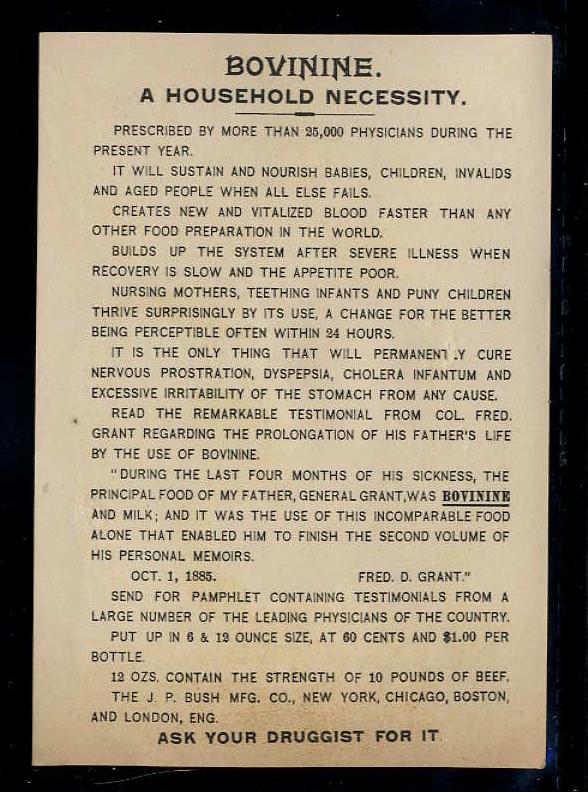 BOVININE.
A HOUSEHOLD NECESSITY.
PRESCRIBED BY MORE THAN 25,000 PHYSICIANS DURING THE
PRESENT YEAR.
IT WILL SUSTAIN AND NOURISH BABIES, CHILDREN, INVALIDS
AND AGED PEOPLE WHEN ALL ELSE FAILS.
CREATES NEW AND VITALIZED BLOOD FASTER THAN ANY
OTHER FOOD PREPARATION IN THE WORLD.
BUILDS UP THE SYSTEM AFTER SEVERE ILLNESS WHEN
RECOVERY IS SLOW AND THE APPETITE POOR.
NURSING MOTHERS, TEETHING INFANTS AND PUNY CHILDREN
THRIVE SURPRISINGLY BY ITS USE, A CHANGE FOR THE BETTER
BEING PERCEPTIBLE OFTEN WITHIN 24 HOURS.
IT IS THE ONLY THING THAT WILL PERMANENTLY CURE
NERVOUS PROSTRATION, DYSPEPSIA, CHOLERA INFANTUM AND
EXCESSIVE IRRITABILITY OF THE STOMACH FROM ANY CAUSE.
READ THE REMARKABLE TESTIMONIAL FROM COL. FRED.
GRANT REGARDING THE PROLONGATION OF HIS FATHER'S LIFE
BY THE USE OF BOVININE.
"DURING THE LAST FOUR MONTHS OF HIS SICKNESS, THE
PRINCIPAL FOOD OF MY FATHER, GENERAL GRANT, WAS BOVININE
AND MILK; AND IT WAS THE USE OF THIS INCOMPARABLE FOOD
ALONE THAT ENABLED HIM TO FINISH THE SECOND VOLUME OF
HIS PERSONAL MEMOIRS.
OCT. 1, 1885. FRED. D. GRANT."
SEND FOR PAMPHLET CONTAINING TESTIMONIALS FROM A
LARGE NUMBER OF THE LEADING PHYSICIANS OF THE COUNTRY.
PUT UP IN 6 & 12 OUNCE SIZE, AT 60 CENTS AND $1.00 PER
BOTTLE.
12 OZS. CONTAIN THE STRENGTH OF 10 POUNDS OF BEEF.
THE J. P. BUSH MFG. CO., NEW YORK, CHICAGO, BOSTON,
AND LONDON, ENG.
ASK YOUR DRUGGIST FOR IT